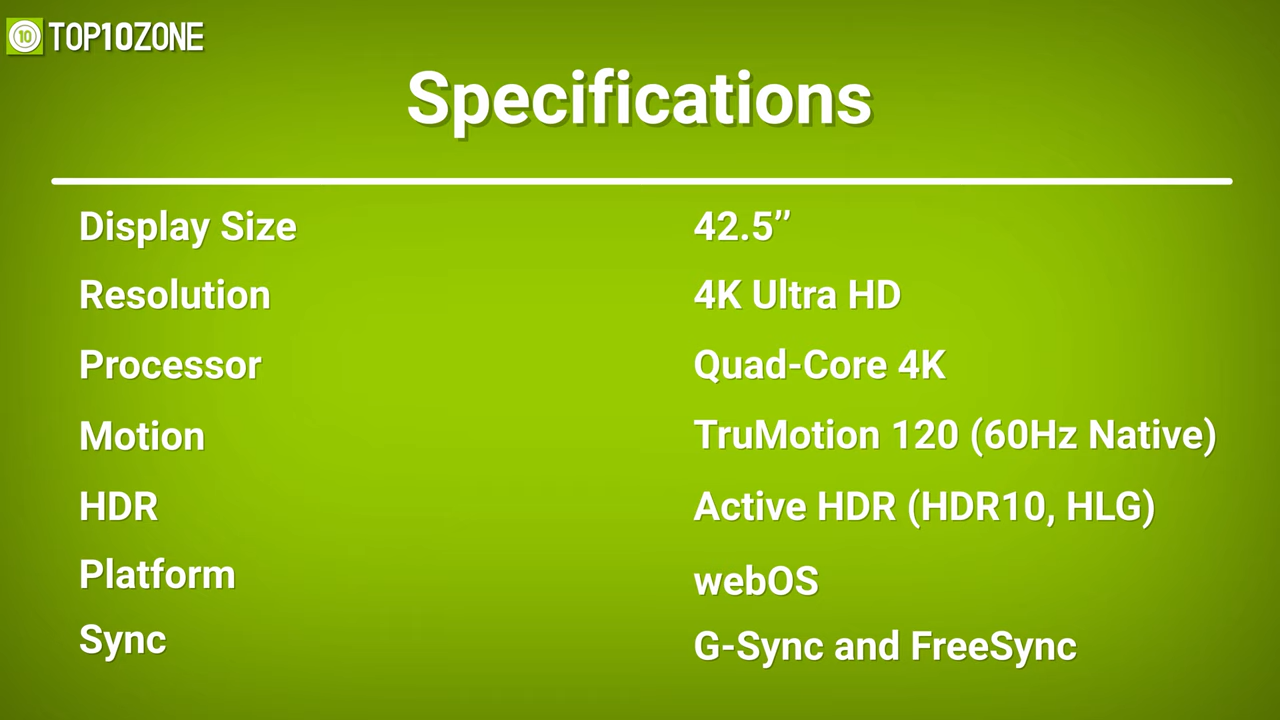 10 TOP10ZONE
Specifications
Display Size 42.5’’
Resolution 4K Ultra HD
Processor Quad-Core 4K
Motion TruMotion 120 (60Hz Native)
HDR Active HDR (HDR10, HLG)
Platform webOS
Sync G-Sync and FreeSync